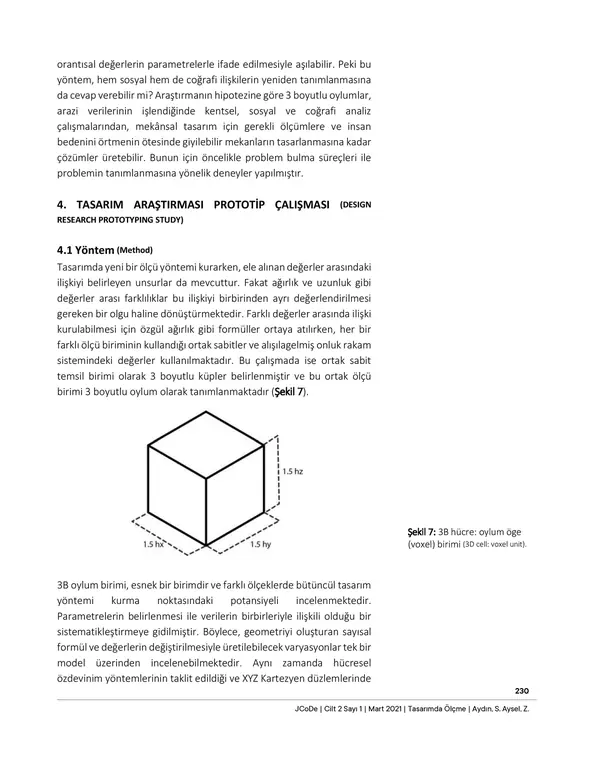 orantısal değerlerin parametrelerle ifade edilmesiyle aşılabilir. Peki bu
yöntem, hem sosyal hem de coğrafi ilişkilerin yeniden tanımlanmasına
da cevap verebilir mi? Araştırmanın hipotezine göre 3 boyutlu oylumlar,
arazi verilerinin işlendiğinde kentsel, sosyal ve coğrafi analiz
çalışmalarından, mekânsal tasarım için gerekli ölçümlere ve insan
bedenini örtmenin ötesinde giyilebilir mekanların tasarlanmasına kadar
çözümler üretebilir. Bunun için öncelikle problem bulma süreçleri ile
problemin tanımlanmasına yönelik deneyler yapılmıştır.
4. TASARIM ARAŞTIRMASI PROTOTİP ÇALIŞMASI (DESIGN
RESEARCH PROTOTYPING STUDY)
4.1 Yöntem (Method)
Tasarımda yeni bir ölçü yöntemi kurarken, ele alınan değerler arasındaki
ilişkiyi belirleyen unsurlar da mevcuttur. Fakat ağırlık ve uzunluk gibi
değerler arası farklılıklar bu ilişkiyi birbirinden ayrı değerlendirilmesi
gereken bir olgu haline dönüştürmektedir. Farklı değerler arasında ilişki
kurulabilmesi için özgül ağırlık gibi formüller ortaya atılırken, her bir
farklı ölçü biriminin kullandığı ortak sabitler ve alışılagelmiş onluk rakam
sistemindeki değerler kullanılmaktadır. Bu çalışmada ise ortak sabit
temsil birimi olarak 3 boyutlu küpler belirlenmiştir ve bu ortak ölçü
birimi 3 boyutlu oylum olarak tanımlanmaktadır (Şekil 7).
1.5 hz
1.5 hx
1.5 hy
Şekil 7: 3B hücre: oylum öge
(voxel) birimi (3D cell: voxel unit).
3B oylum birimi, esnek bir birimdir ve farklı ölçeklerde bütüncül tasarım
yöntemi kurma noktasındaki potansiyeli incelenmektedir.
Parametrelerin belirlenmesi ile verilerin birbirleriyle ilişkili olduğu bir
sistematikleştirmeye gidilmiştir. Böylece, geometriyi oluşturan sayısal
formül ve değerlerin değiştirilmesiyle üretilebilecek varyasyonlar tek bir
model üzerinden incelenebilmektedir. Aynı zamanda hücresel
özdevinim yöntemlerinin taklit edildiği ve XYZ Kartezyen düzlemlerinde
230
JCoDe | Cilt 2 Sayı 1 | Mart 2021 | Tasarımda Ölçme | Aydın, S. Aysel, Z.